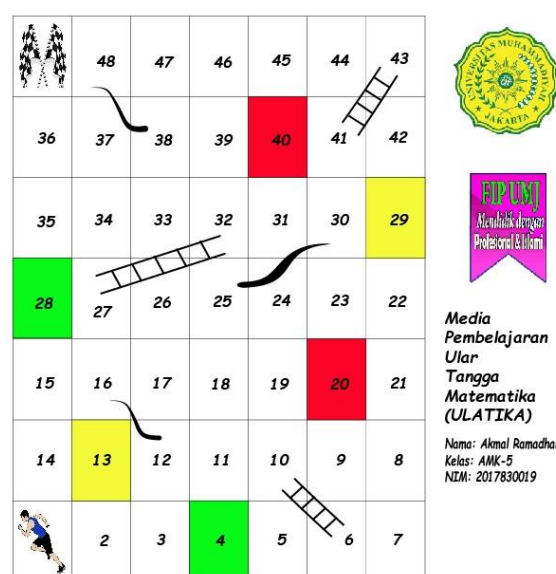 48 47 46 45 44 43
36 37 38 39 40 41 42
35 34 33 32 31 30 29
28 27 26 25 24 23 22
15 16 17 18 19 20 21
14 13 12 11 10 9 8
2 3 4 5 6 7
UNIVERSITAS MUHAMMADIYAH
JAKARTA
FIP UMJ
Mendidik dengan
Profesional & Islami
Media
Pembelajaran
Ular
Tangga
Matematika
(ULATIKA)
Nama: Akmal Ramadha
Kelas: AMK-5
NIM: 2017830019